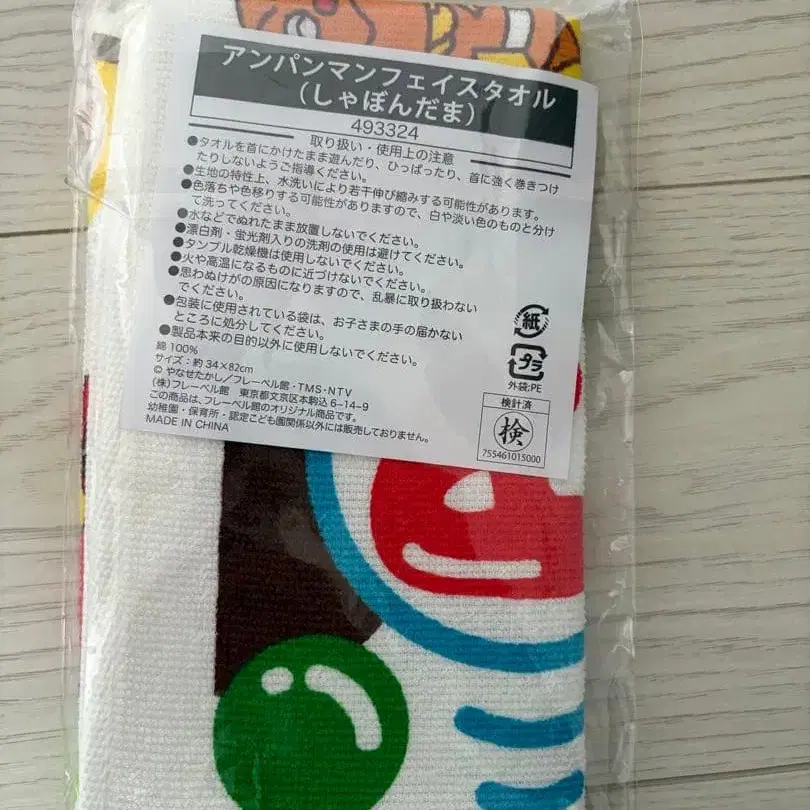 アンパンマンフェイスタオル
(しゃぼんだま)
493324
取り扱い・使用上の注意
●タオルを首にかけたまま遊んだり、ひっぱったり、首に強く巻きつけ
たりしないようご指導ください。
●生地の特性上、水洗いにより若干伸び縮みする可能性があります。
●色落ちや色移りする可能性がありますので、白や淡い色のものと分け
て洗ってください。
●水などでぬれたまま放置しないでください。
●漂白剤・蛍光剤入りの洗剤の使用は避けてください。
●タンブル乾燥機は使用しないでください。
●火や高温になるものに近づけないでください。
●思わぬけがの原因になりますので、乱暴に取り扱わない
でください。
●包装に使用されている袋は、お子さまの手の届かない
ところに処分してください。
●製品本来の目的以外に使用しないでください。
綿 100%
サイズ:約 34×82cm
© やなせたかし/フレーベル館・TMS・NTV
(株)フレーベル館 東京都文京区本駒込 6-14-9
この商品は、フレーベル館のオリジナル商品です。
幼稚園・保育所・認定こども園関係以外には販売しておりません。
MADE IN CHINA
紙
プラ
外袋:PE
検針済
検
755461015000